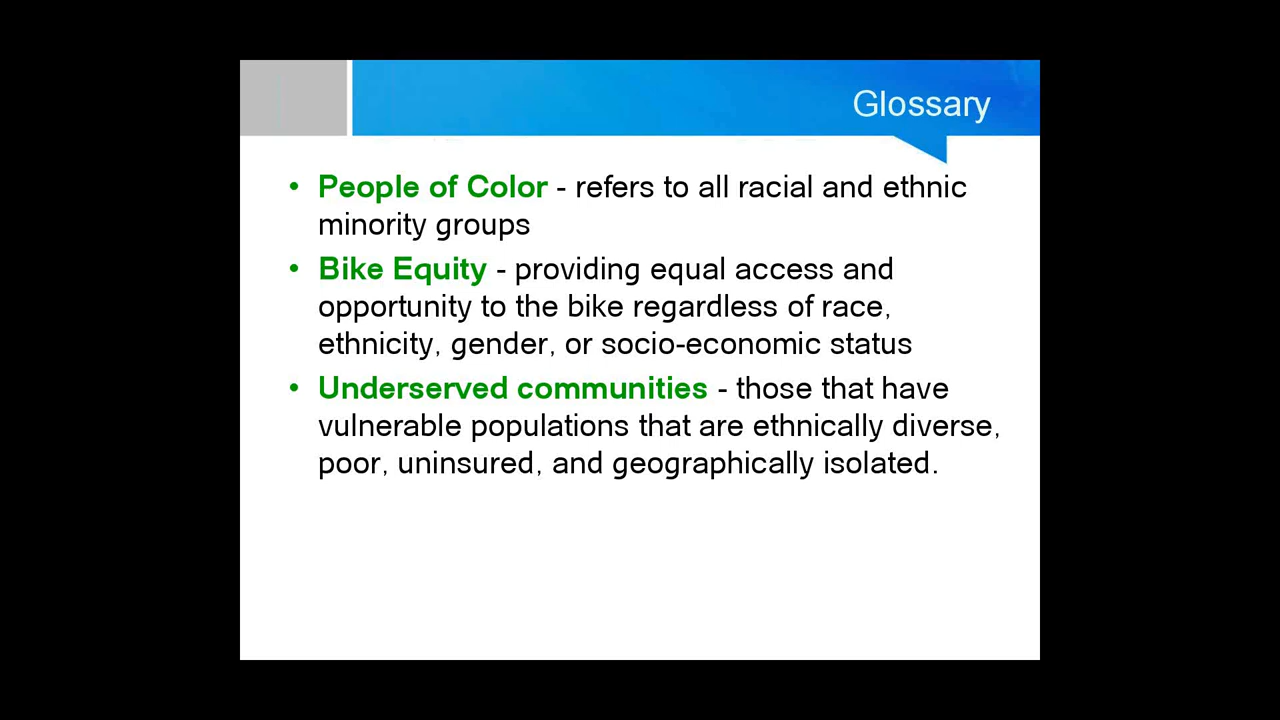 Glossary
• People of Color - refers to all racial and ethnic
minority groups
• Bike Equity - providing equal access and
opportunity to the bike regardless of race,
ethnicity, gender, or socio-economic status
• Underserved communities - those that have
vulnerable populations that are ethnically diverse,
poor, uninsured, and geographically isolated.